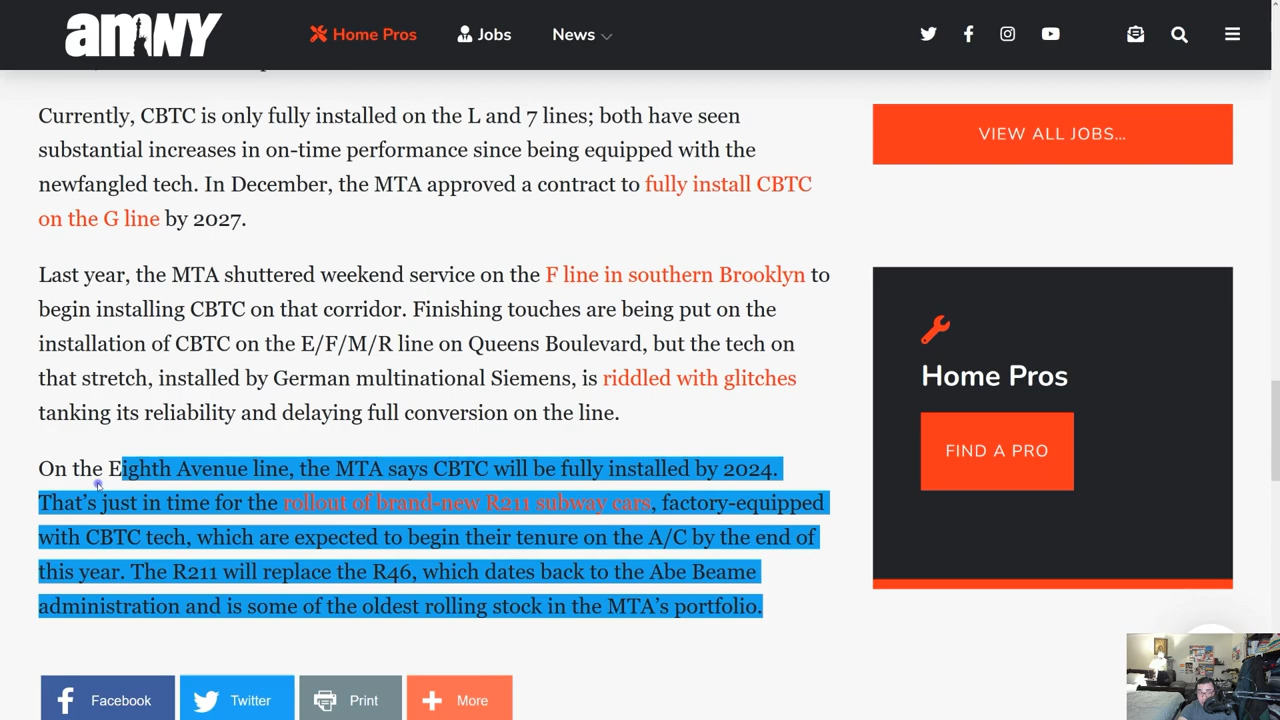 amNY
Home Pros
Jobs
News
Currently, CBTC is only fully installed on the L and 7 lines; both have seen
substantial increases in on-time performance since being equipped with the
newfangled tech. In December, the MTA approved a contract to fully install CBTC
on the G line by 2027.
Last year, the MTA shuttered weekend service on the F line in southern Brooklyn to
begin installing CBTC on that corridor. Finishing touches are being put on the
installation of CBTC on the E/F/M/R line on Queens Boulevard, but the tech on
that stretch, installed by German multinational Siemens, is riddled with glitches
tanking its reliability and delaying full conversion on the line.
On the Eighth Avenue line, the MTA says CBTC will be fully installed by 2024.
That’s just in time for the rollout of brand-new R211 subway cars, factory-equipped
with CBTC tech, which are expected to begin their tenure on the A/C by the end of
this year. The R211 will replace the R46, which dates back to the Abe Beame
administration and is some of the oldest rolling stock in the MTA’s portfolio.
Facebook
Twitter
Print
More
VIEW ALL JOBS...
Home Pros
FIND A PRO